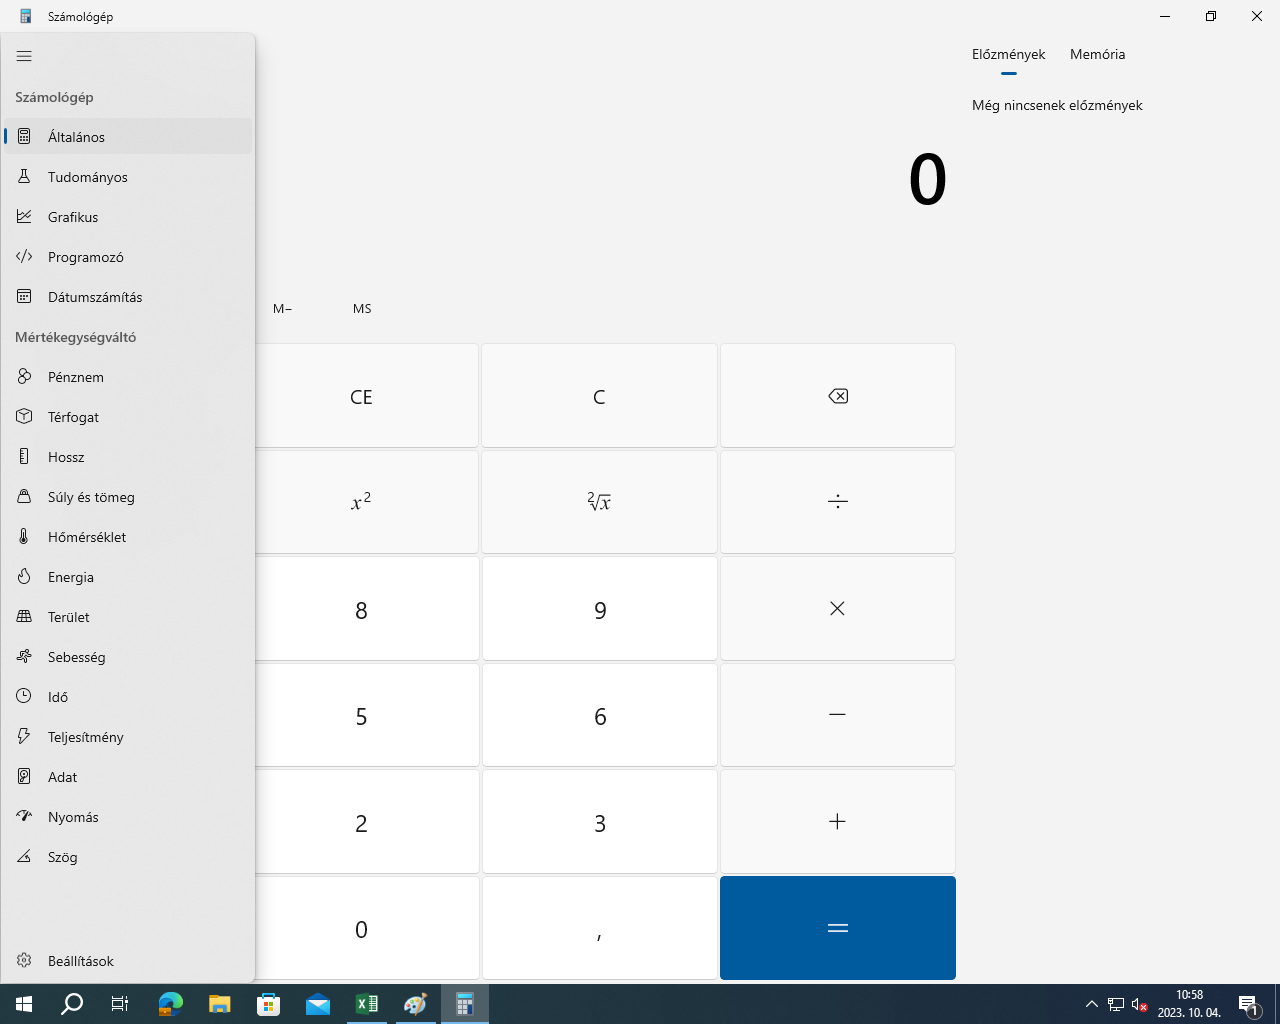 Számológép
Számológép
Általános
Tudományos
Grafikus
Programozó
Dátumszámítás
Mértékegységváltó
Pénznem
Térfogat
Hossz
Súly és tömeg
Hőmérséklet
Energia
Terület
Sebesség
Idő
Teljesítmény
Adat
Nyomás
Szög
Beállítások
0
M− MS
CE C
x² ²√x ÷
8 9 ×
5 6 −
2 3 +
0 , =
Előzmények Memória
Még nincsenek előzmények
10:58
2023. 10. 04.
1